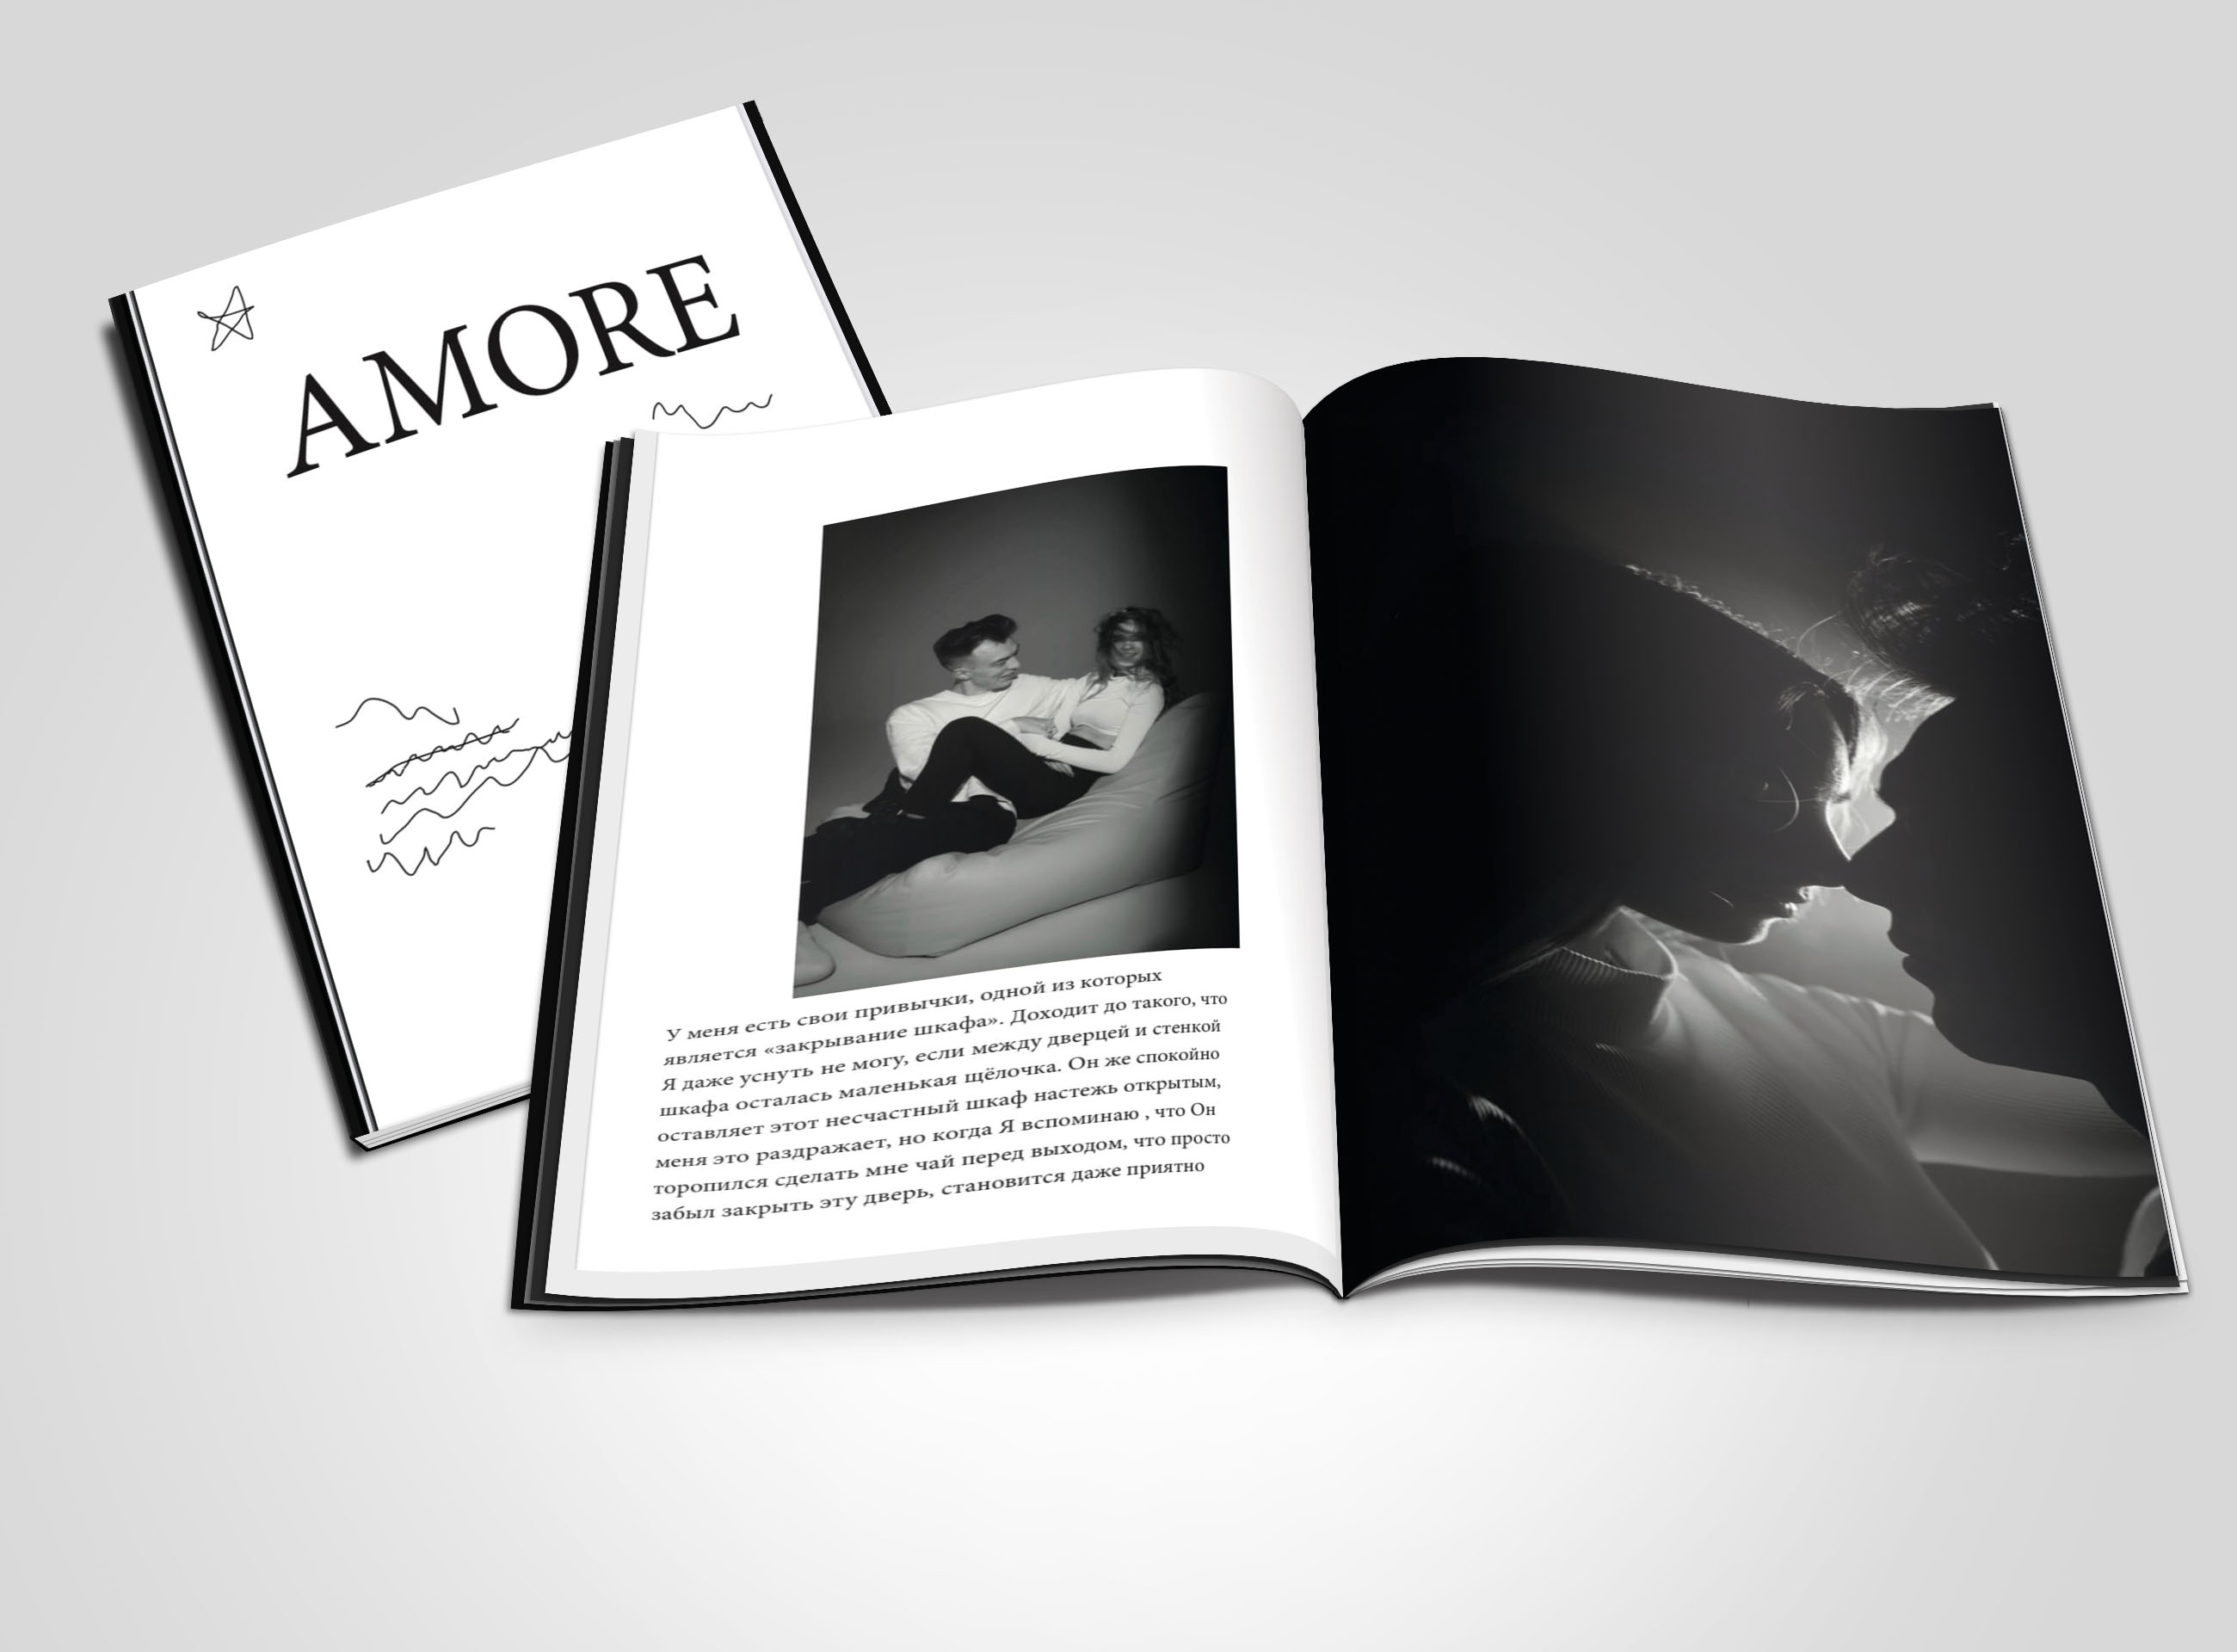 AMORE
У меня есть свои привычки, одной из которых
является «закрывание шкафа». Доходит до такого, что
Я даже уснуть не могу, если между дверцей и стенкой
шкафа осталась маленькая щёлочка. Он же спокойно
оставляет этот несчастный шкаф настежь открытым,
меня это раздражает, но когда Я вспоминаю , что Он
торопился сделать мне чай перед выходом, что просто
забыл закрыть эту дверь, становится даже приятно